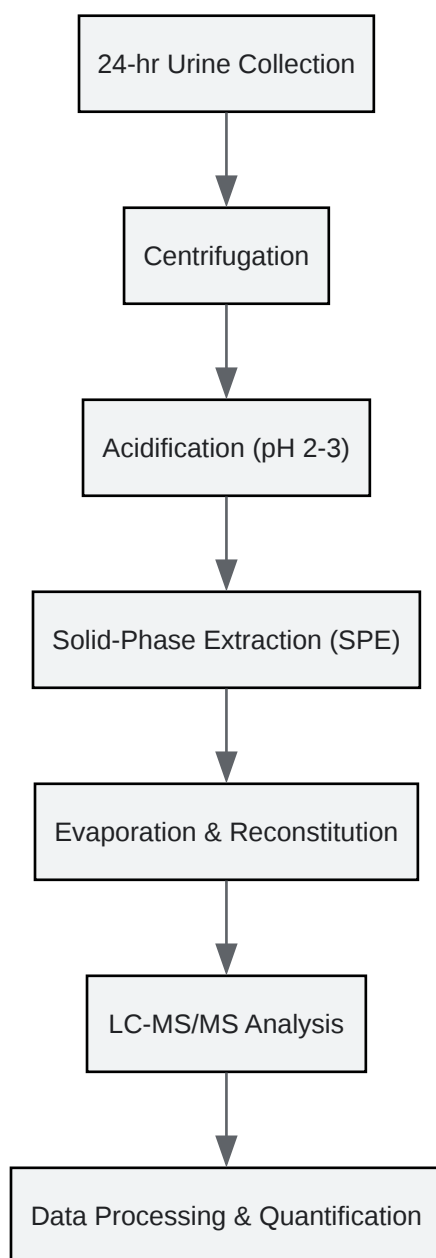 24-hr Urine Collection
Centrifugation
Acidification (pH 2-3)
Solid-Phase Extraction (SPE)
Evaporation & Reconstitution
LC-MS/MS Analysis
Data Processing & Quantification